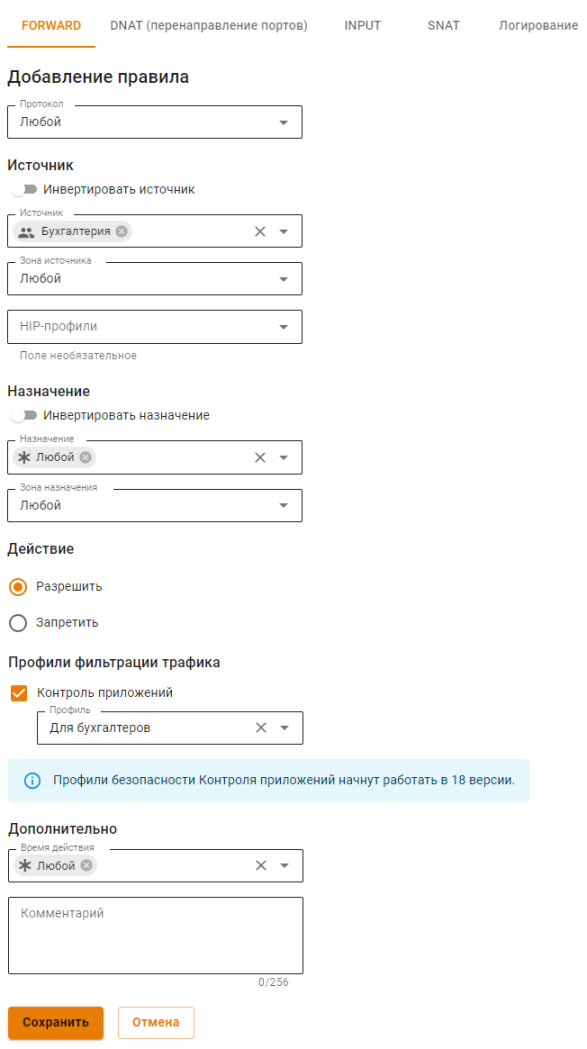 FORWARD DNAT (перенаправление портов) INPUT SNAT Логирование
Добавление правила
Протокол
Любой
Источник
Инвертировать источник
Источник
Бухгалтерия
Зона источника
Любой
HIP-профили
Поле необязательное
Назначение
Инвертировать назначение
Назначение
Любой
Зона назначения
Любой
Действие
Разрешить
Запретить
Профили фильтрации трафика
Контроль приложений
Профиль
Для бухгалтеров
Профили безопасности Контроля приложений начнут работать в 18 версии.
Дополнительно
Время действия
Любой
Комментарий
0/256
Сохранить Отмена